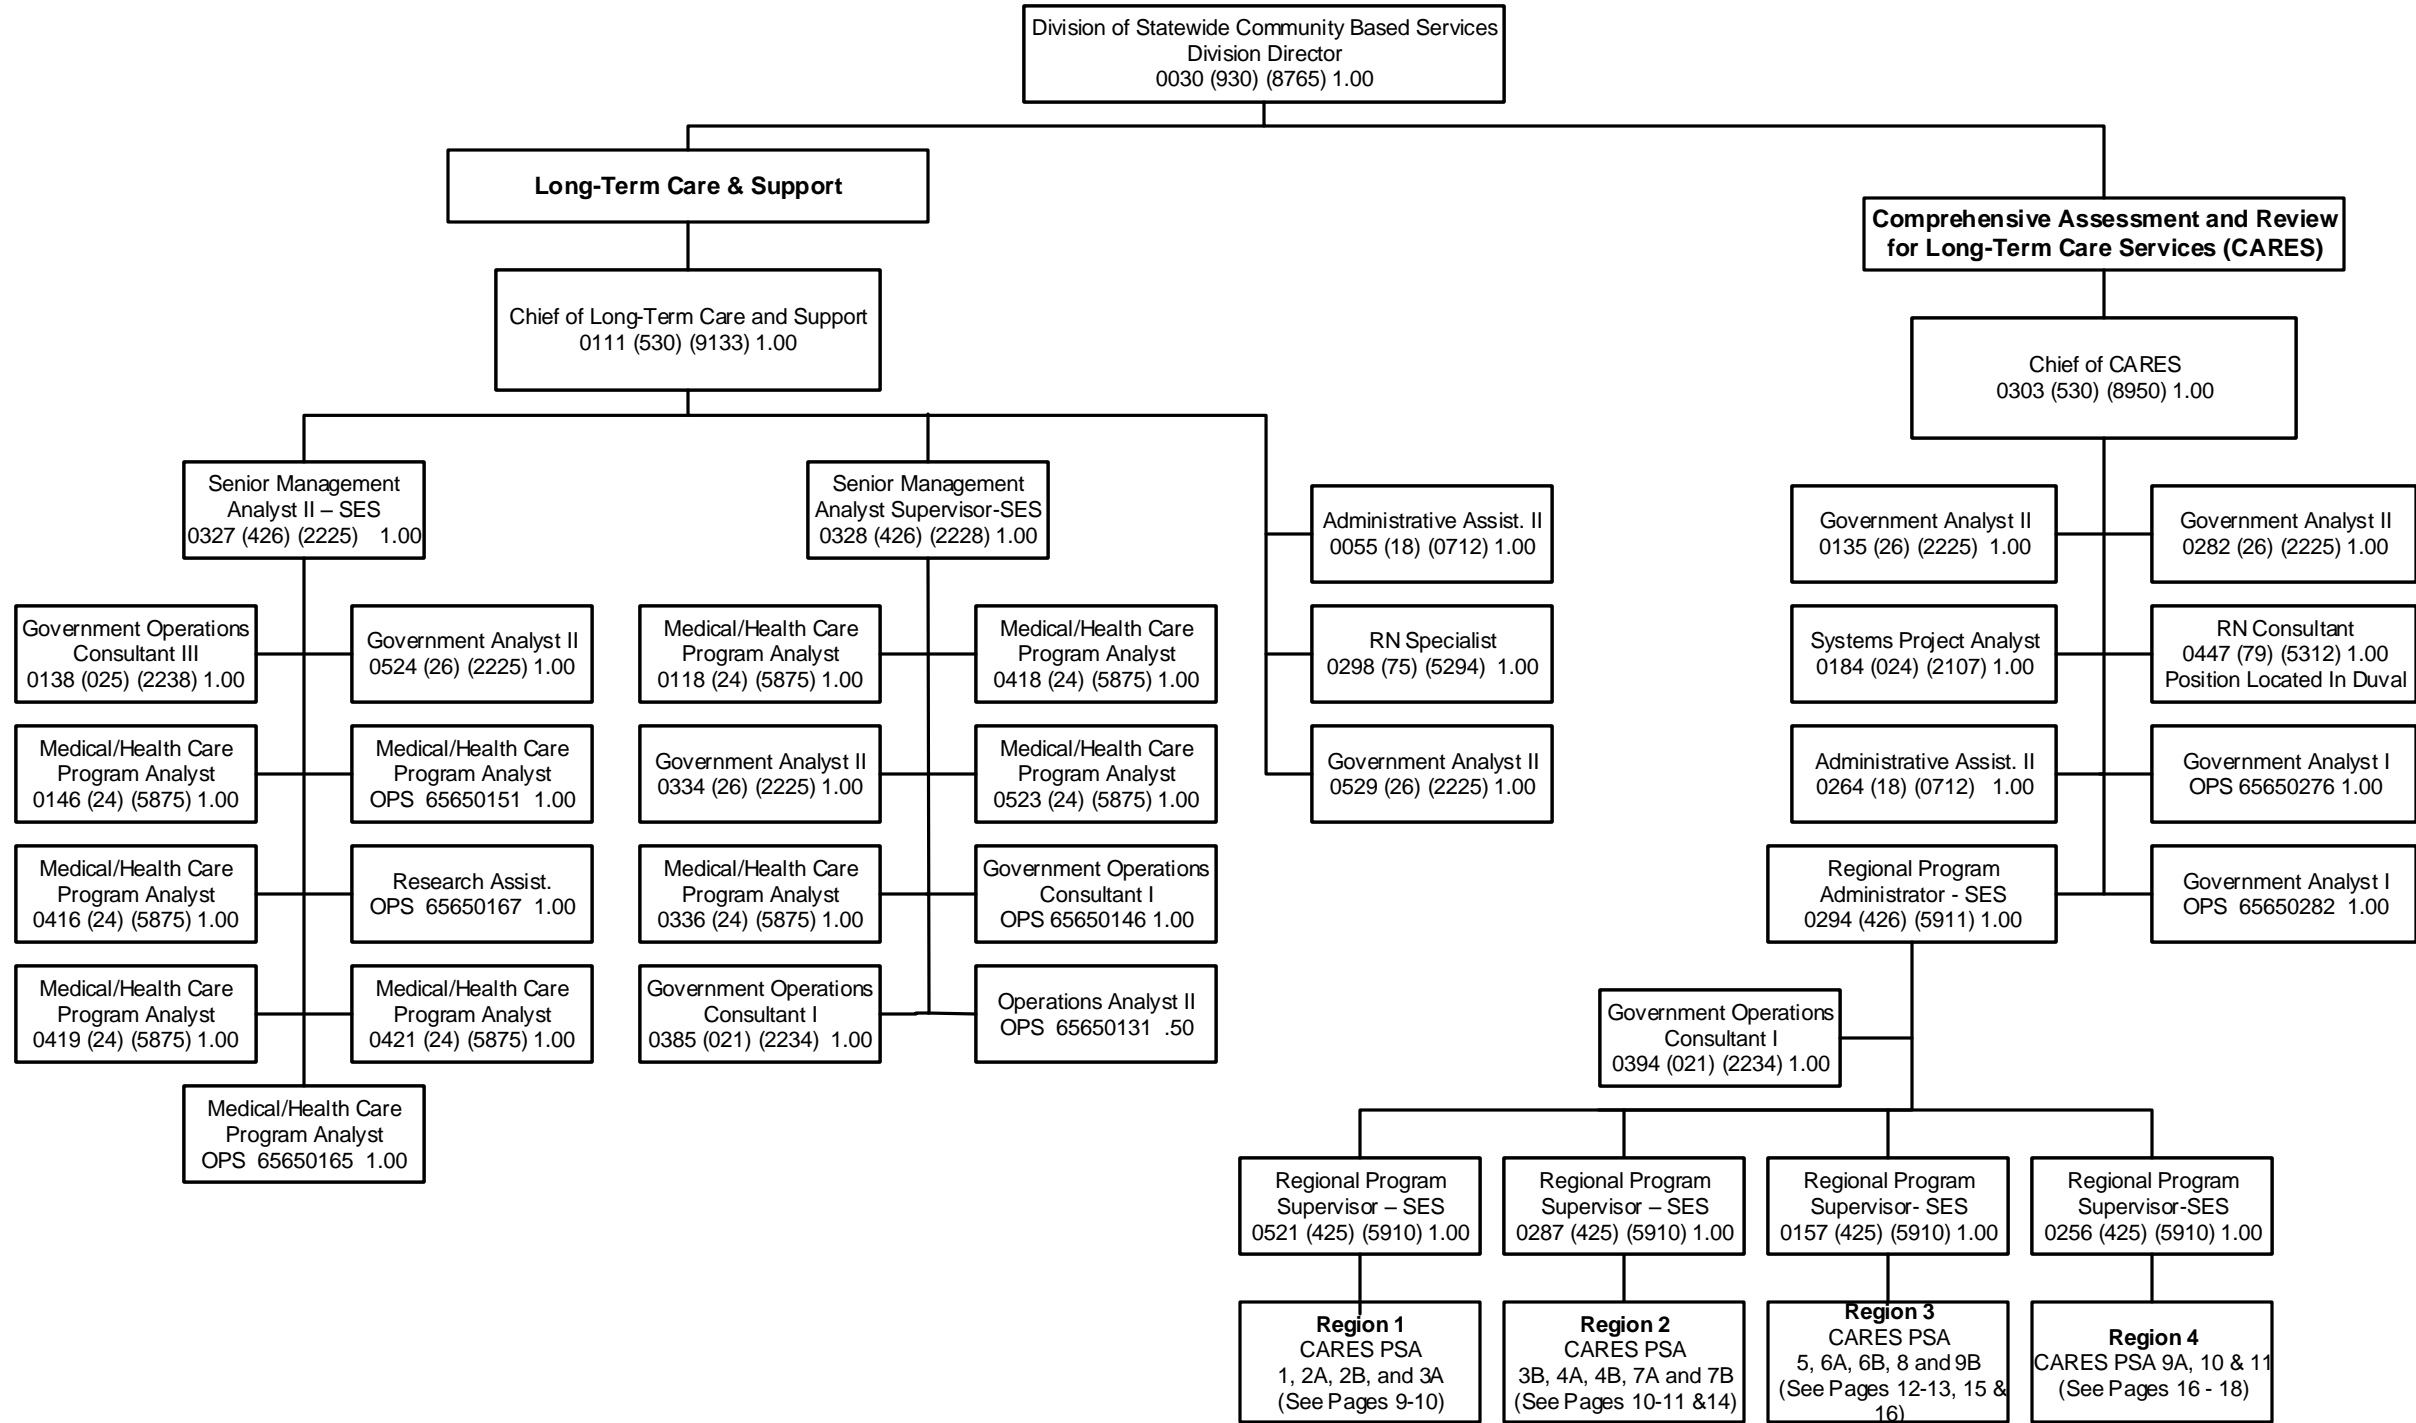 Division of Statewide Community Based Services
Division Director
0030 (930) (8765) 1.00
Long-Term Care & Support
Comprehensive Assessment and Review
for Long-Term Care Services (CARES)
Chief of Long-Term Care and Support
0111 (530) (9133) 1.00
Chief of CARES
0303 (530) (8950) 1.00
Senior Management
Analyst II – SES
0327 (426) (2225) 1.00
Senior Management
Analyst Supervisor-SES
0328 (426) (2228) 1.00
Administrative Assist. II
0055 (18) (0712) 1.00
Government Analyst II
0135 (26) (2225) 1.00
Government Analyst II
0282 (26) (2225) 1.00
Government Operations
Consultant III
0138 (025) (2238) 1.00
Government Analyst II
0524 (26) (2225) 1.00
Medical/Health Care
Program Analyst
0118 (24) (5875) 1.00
Medical/Health Care
Program Analyst
0418 (24) (5875) 1.00
RN Specialist
0298 (75) (5294) 1.00
Systems Project Analyst
0184 (024) (2107) 1.00
RN Consultant
0447 (79) (5312) 1.00
Position Located In Duval
Medical/Health Care
Program Analyst
0146 (24) (5875) 1.00
Medical/Health Care
Program Analyst
OPS 65650151 1.00
Government Analyst II
0334 (26) (2225) 1.00
Medical/Health Care
Program Analyst
0523 (24) (5875) 1.00
Government Analyst II
0529 (26) (2225) 1.00
Administrative Assist. II
0264 (18) (0712) 1.00
Government Analyst I
OPS 65650276 1.00
Medical/Health Care
Program Analyst
0416 (24) (5875) 1.00
Research Assist.
OPS 65650167 1.00
Medical/Health Care
Program Analyst
0336 (24) (5875) 1.00
Government Operations
Consultant I
OPS 65650146 1.00
Regional Program
Administrator - SES
0294 (426) (5911) 1.00
Government Analyst I
OPS 65650282 1.00
Medical/Health Care
Program Analyst
0419 (24) (5875) 1.00
Medical/Health Care
Program Analyst
0421 (24) (5875) 1.00
Government Operations
Consultant I
0385 (021) (2234) 1.00
Operations Analyst II
OPS 65650131 .50
Government Operations
Consultant I
0394 (021) (2234) 1.00
Medical/Health Care
Program Analyst
OPS 65650165 1.00
Regional Program
Supervisor – SES
0521 (425) (5910) 1.00
Regional Program
Supervisor – SES
0287 (425) (5910) 1.00
Regional Program
Supervisor- SES
0157 (425) (5910) 1.00
Regional Program
Supervisor-SES
0256 (425) (5910) 1.00
Region 1
CARES PSA
1, 2A, 2B, and 3A
(See Pages 9-10)
Region 2
CARES PSA
3B, 4A, 4B, 7A and 7B
(See Pages 10-11 &14)
Region 3
CARES PSA
5, 6A, 6B, 8 and 9B
(See Pages 12-13, 15 &
16)
Region 4
CARES PSA 9A, 10 & 11
(See Pages 16 - 18)